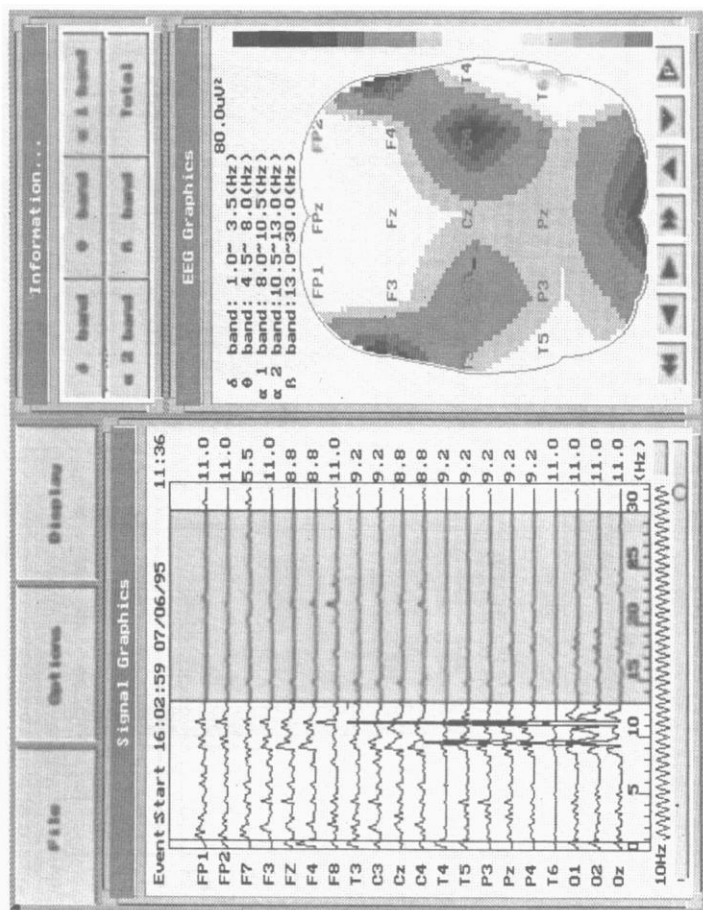 File Options Display
Signal Graphics
Event Start 16:02:59 07/06/95 11:36
FP1 11.0
FP2 11.0
F7 5.5
F3 11.0
FZ 8.8
F4 8.8
F8 11.0
T3 9.2
C3 9.2
Cz 8.8
C4 8.8
T4 9.2
T5 9.2
P3 9.2
Pz 9.2
P4 9.2
T6 11.0
O1 11.0
O2 11.0
Oz 11.0
0 5 10 15 20 25 30 (Hz)
10Hz
Information...
δ band θ band α 1 band
α 2 band ß band Total
EEG Graphics
80.0uV²
δ band: 1.0~ 3.5(Hz)
θ band: 4.5~ 8.0(Hz)
α 1 band: 8.0~10.5(Hz)
α 2 band:10.5~13.0(Hz)
ß band:13.0~30.0(Hz)
FP1 FPz FP2
F3 Fz F4
Cz T4
T5 P3 Pz T6